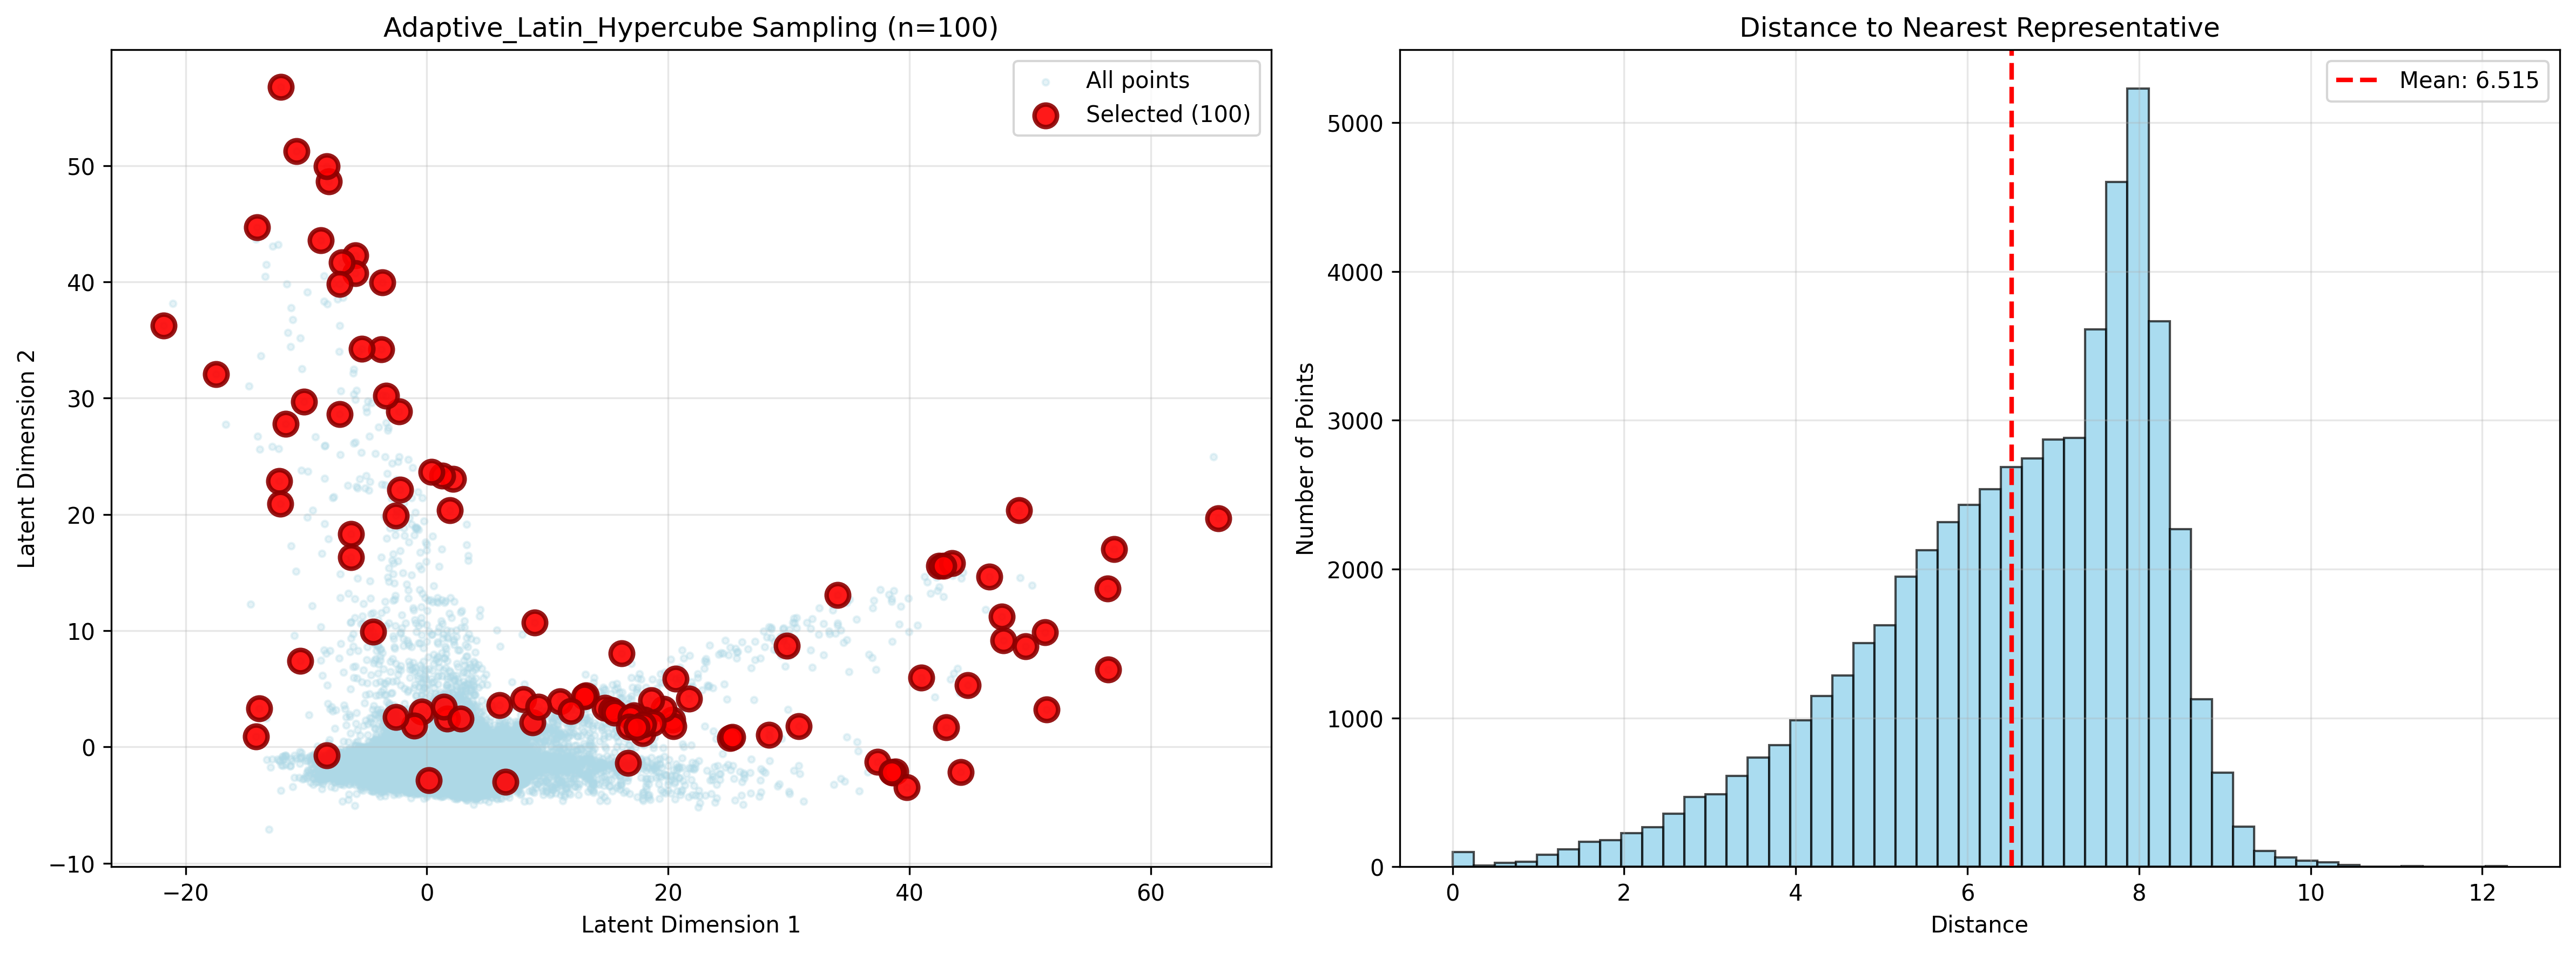 Adaptive_Latin_Hypercube Sampling (n=100)
All points
Selected (100)
50
40
30
20
10
0
−10
Latent Dimension 2
−20
0
20
40
60
Latent Dimension 1
Distance to Nearest Representative
Mean: 6.515
5000
4000
3000
2000
1000
0
Number of Points
0
2
4
6
8
10
12
Distance